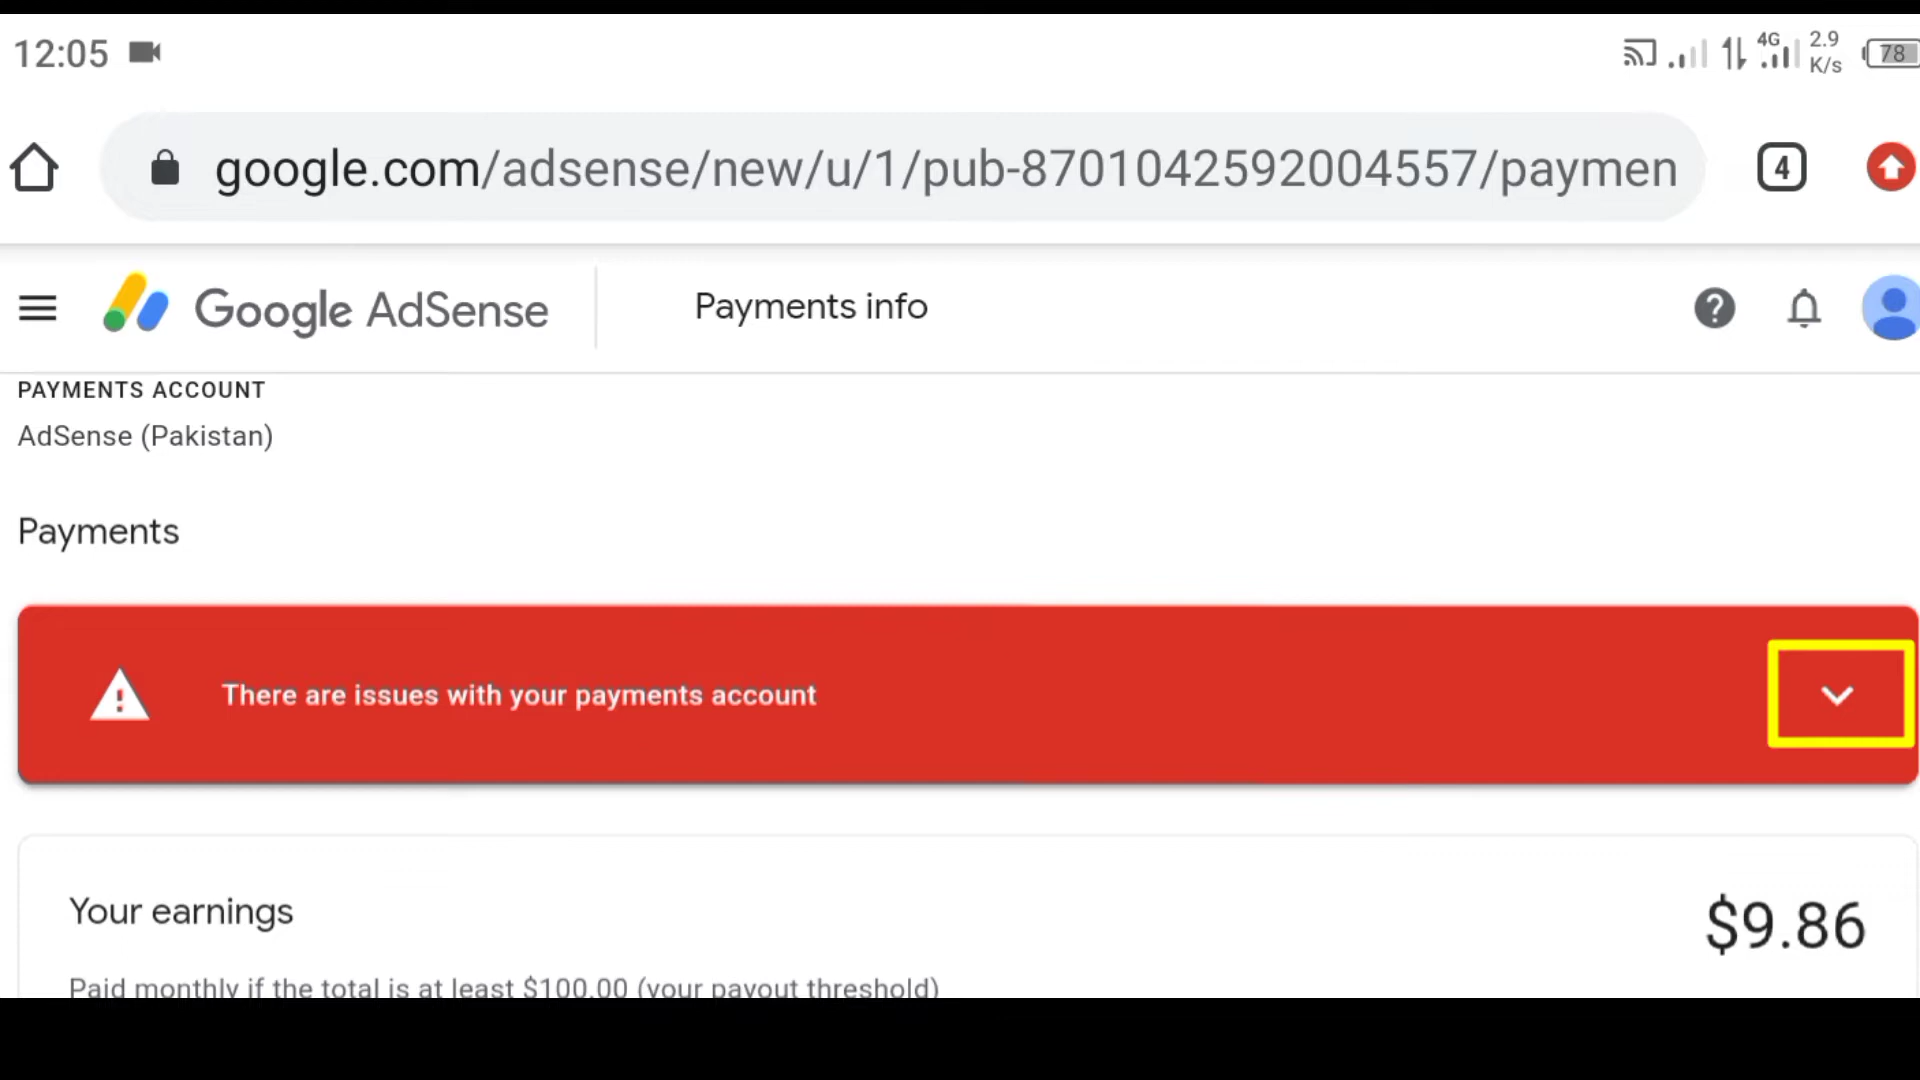 12:05
4G 2.9 K/s 78
google.com/adsense/new/u/1/pub-8701042592004557/paymen
4
Google AdSense
Payments info
?
PAYMENTS ACCOUNT
AdSense (Pakistan)
Payments
There are issues with your payments account
Your earnings
$9.86
Paid monthly if the total is at least $100.00 (your payout threshold)